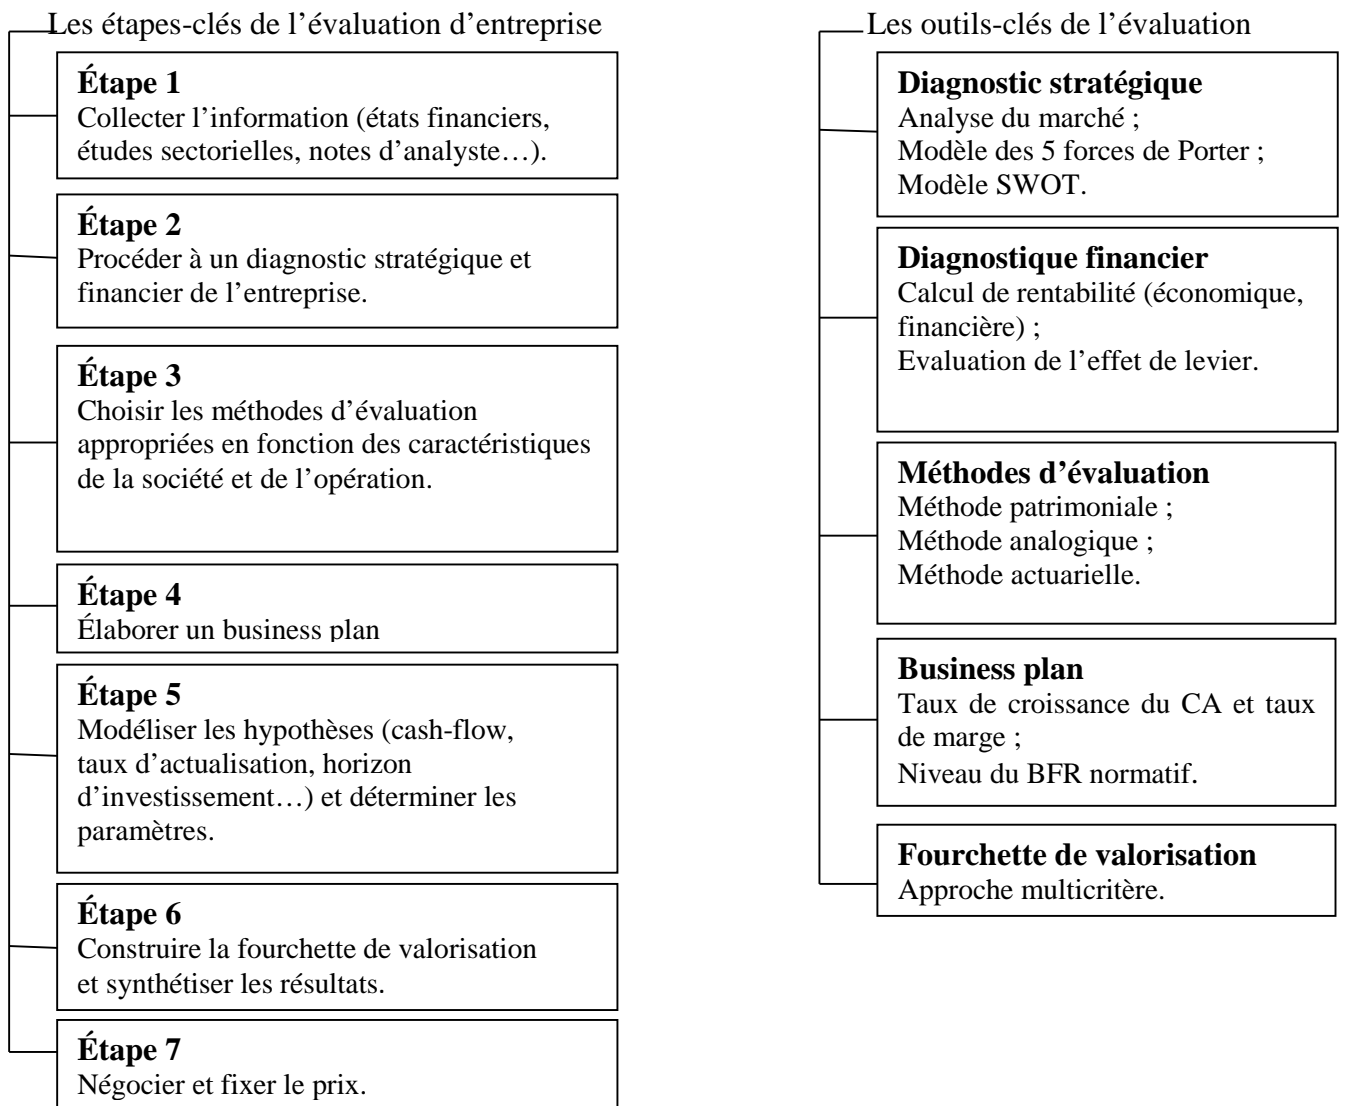 Les étapes-clés de l’évaluation d’entreprise
Étape 1
Collecter l’information (états financiers,
études sectorielles, notes d’analyste…).
Étape 2
Procéder à un diagnostic stratégique et
financier de l’entreprise.
Étape 3
Choisir les méthodes d’évaluation
appropriées en fonction des caractéristiques
de la société et de l’opération.
Étape 4
Élaborer un business plan
Étape 5
Modéliser les hypothèses (cash-flow,
taux d’actualisation, horizon
d’investissement…) et déterminer les
paramètres.
Étape 6
Construire la fourchette de valorisation
et synthétiser les résultats.
Étape 7
Négocier et fixer le prix.
Les outils-clés de l’évaluation
Diagnostic stratégique
Analyse du marché ;
Modèle des 5 forces de Porter ;
Modèle SWOT.
Diagnostique financier
Calcul de rentabilité (économique,
financière) ;
Evaluation de l’effet de levier.
Méthodes d’évaluation
Méthode patrimoniale ;
Méthode analogique ;
Méthode actuarielle.
Business plan
Taux de croissance du CA et taux
de marge ;
Niveau du BFR normatif.
Fourchette de valorisation
Approche multicritère.